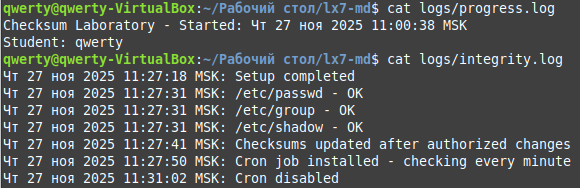 qwerty@qwerty-VirtualBox:~/Рабочий стол/lx7-md$ cat logs/progress.log
Checksum Laboratory - Started: Чт 27 ноя 2025 11:00:38 MSK
Student: qwerty
qwerty@qwerty-VirtualBox:~/Рабочий стол/lx7-md$ cat logs/integrity.log
Чт 27 ноя 2025 11:27:18 MSK: Setup completed
Чт 27 ноя 2025 11:27:31 MSK: /etc/passwd - OK
Чт 27 ноя 2025 11:27:31 MSK: /etc/group - OK
Чт 27 ноя 2025 11:27:31 MSK: /etc/shadow - OK
Чт 27 ноя 2025 11:27:41 MSK: Checksums updated after authorized changes
Чт 27 ноя 2025 11:27:50 MSK: Cron job installed - checking every minute
Чт 27 ноя 2025 11:31:02 MSK: Cron disabled